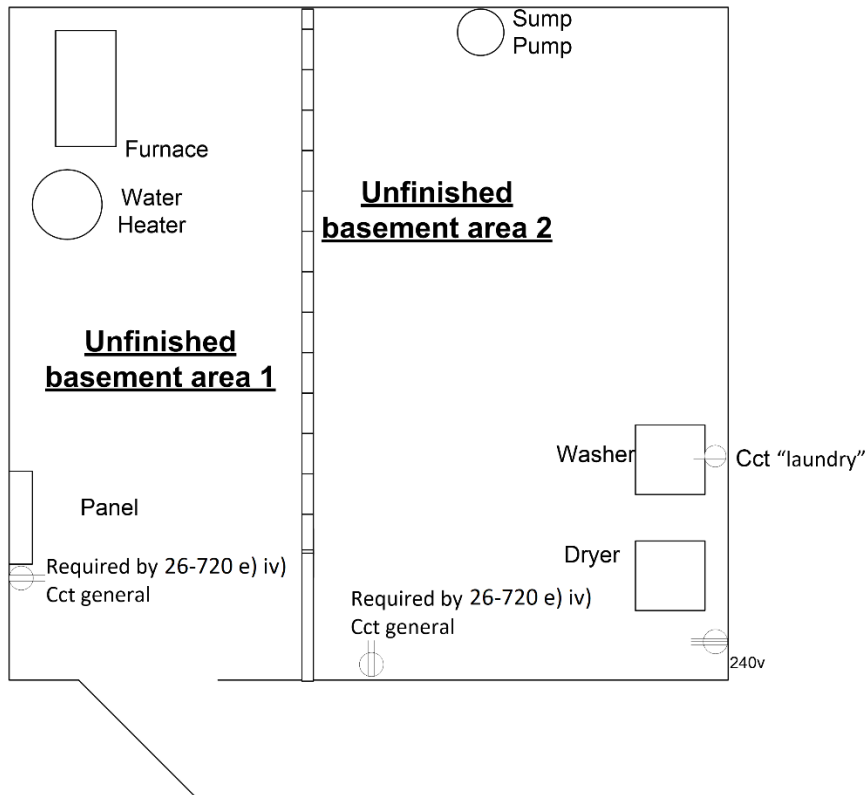 Sump
Pump
Furnace
Water
Heater
Unfinished
basement area 2
Unfinished
basement area 1
Washer
Cct “laundry”
Panel
Dryer
Required by 26-720 e) iv)
Cct general
Required by 26-720 e) iv)
Cct general
240v